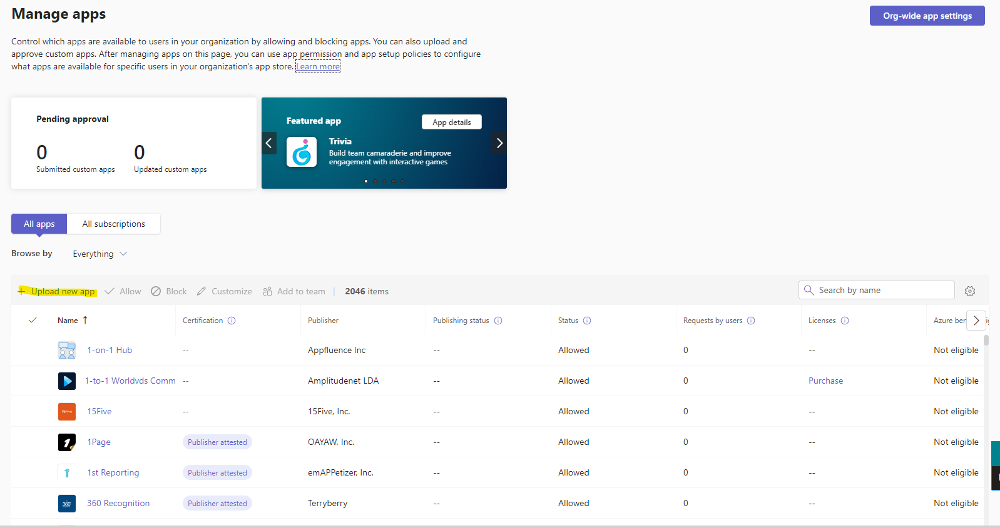 Manage apps
Org-wide app settings
Control which apps are available to users in your organization by allowing and blocking apps. You can also upload and
approve custom apps. After managing apps on this page, you can use app permission and app setup policies to configure
what apps are available for specific users in your organization's app store. Learn more
Pending approval
0 0
Submitted custom apps Updated custom apps
Featured app
App details
Trivia
Build team camaraderie and improve
engagement with interactive games
All apps All subscriptions
Browse by Everything
+ Upload new app Allow Block Customize Add to team | 2046 items Search by name
Name ↑ Certification Publisher Publishing status Status Requests by users Licenses Azure ben
1-on-1 Hub -- Appfluence Inc -- Allowed 0 -- Not eligible
1-to-1 Worldvds Comm -- Amplitudenet LDA -- Allowed 0 Purchase Not eligible
15Five 15Five -- 15Five, Inc. -- Allowed 0 -- Not eligible
1Page Publisher attested OAYAW, Inc. -- Allowed 0 -- Not eligible
1st Reporting Publisher attested emAPPetizer, Inc. -- Allowed 0 -- Not eligible
360 360 Recognition Publisher attested Terryberry -- Allowed 0 -- Not eligible